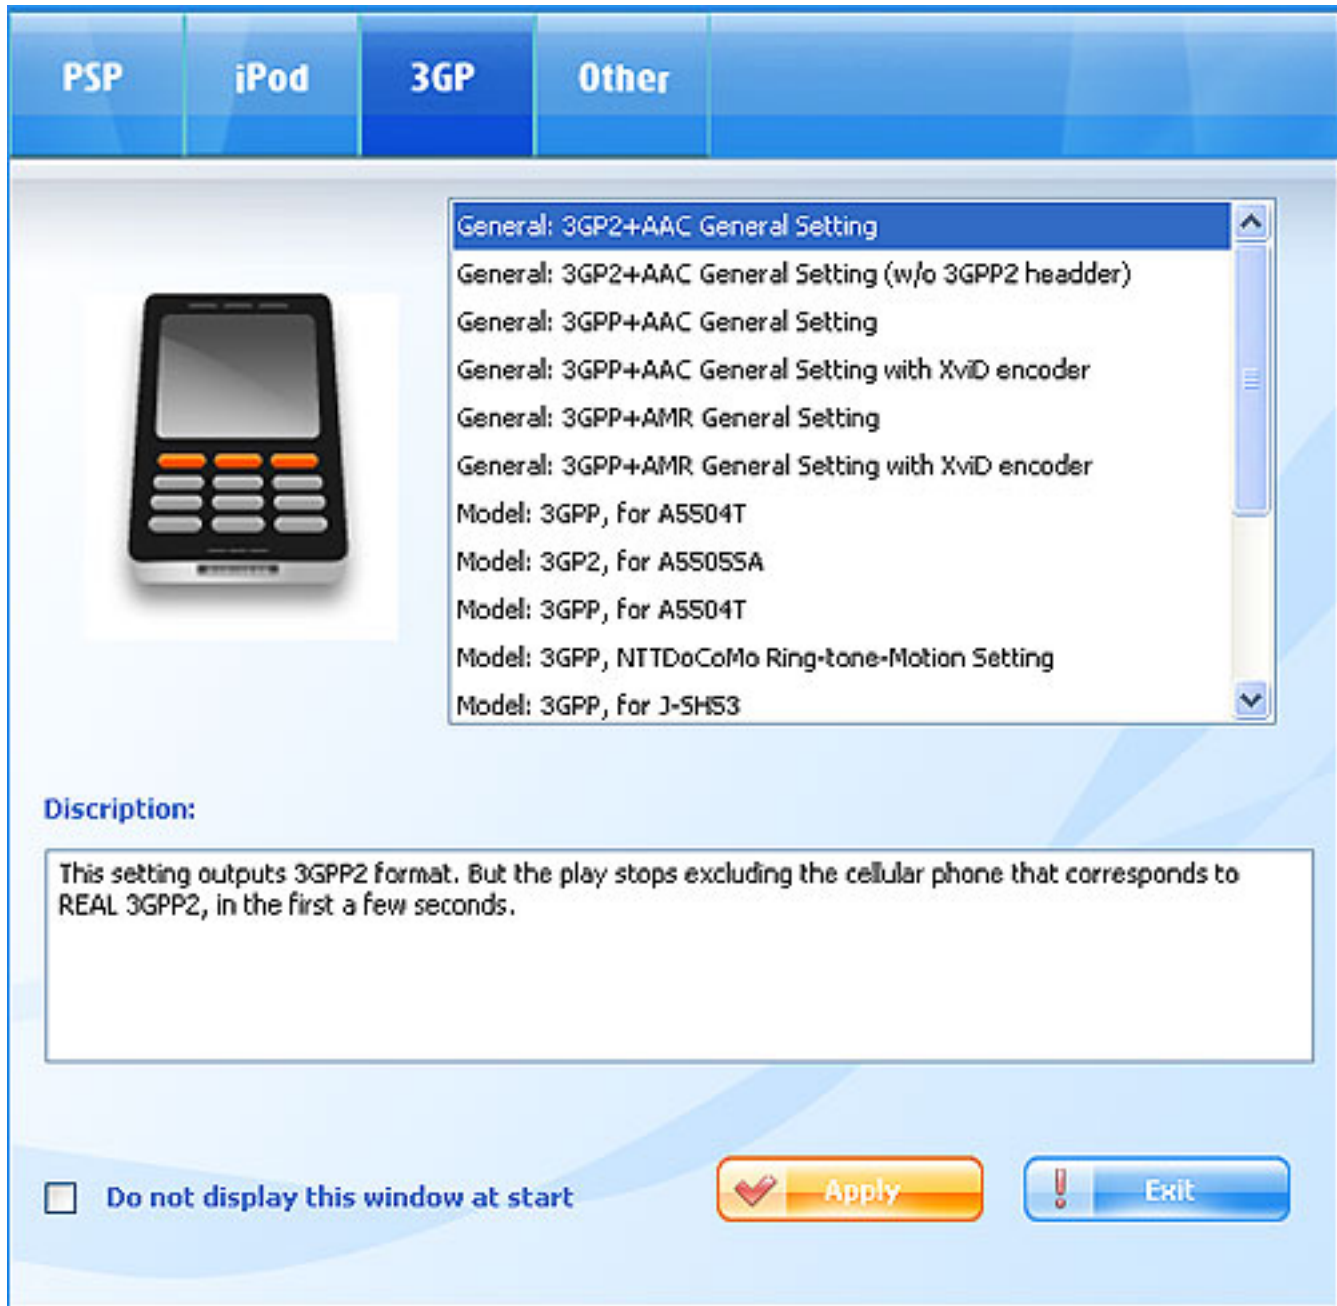 PSP iPod 3GP Other
General: 3GP2+AAC General Setting
General: 3GP2+AAC General Setting (w/o 3GPP2 headder)
General: 3GPP+AAC General Setting
General: 3GPP+AAC General Setting with XviD encoder
General: 3GPP+AMR General Setting
General: 3GPP+AMR General Setting with XviD encoder
Model: 3GPP, for A5504T
Model: 3GP2, for A5505SA
Model: 3GPP, for A5504T
Model: 3GPP, NTTDoCoMo Ring-tone-Motion Setting
Model: 3GPP, for J-SH53
Discription:
This setting outputs 3GPP2 format. But the play stops excluding the cellular phone that corresponds to
REAL 3GPP2, in the first a few seconds.
Do not display this window at start
Apply
Exit